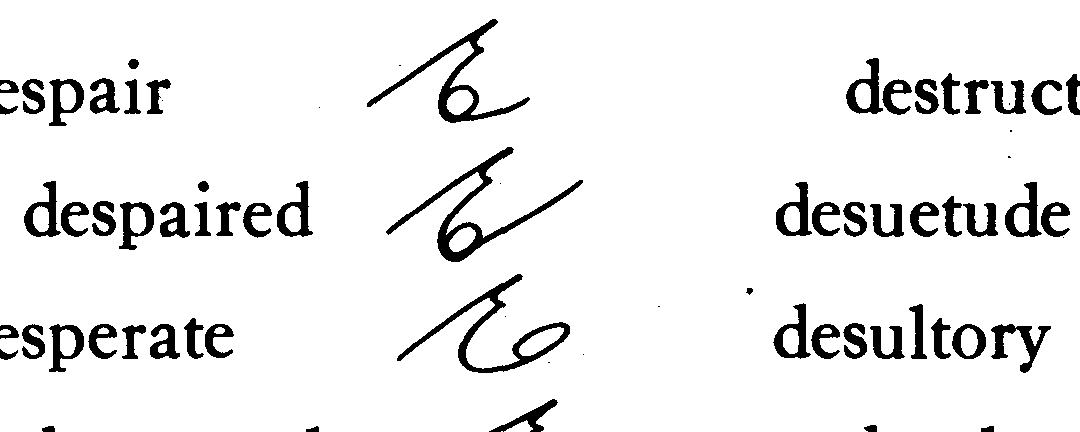 espair destruct
despaired desuetude
esperate desultory